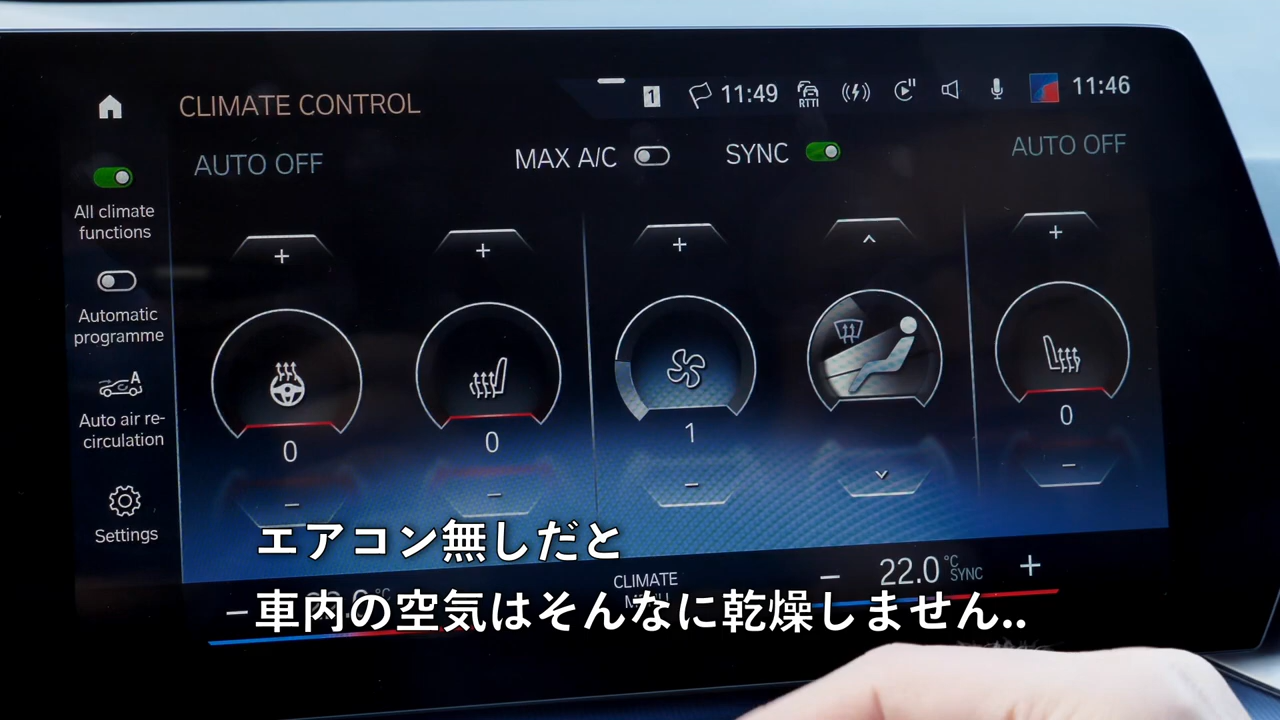 1 11:49 RTTI 11:46
CLIMATE CONTROL
AUTO OFF MAX A/C SYNC AUTO OFF
All climate
functions
Automatic
programme
A
Auto air re-
circulation
Settings
+ + + +
0 0 1 0
− − − −
エアコン無しだと
CLIMATE
− 22.0 °C SYNC +
− °C
車内の空気はそんなに乾燥しません..